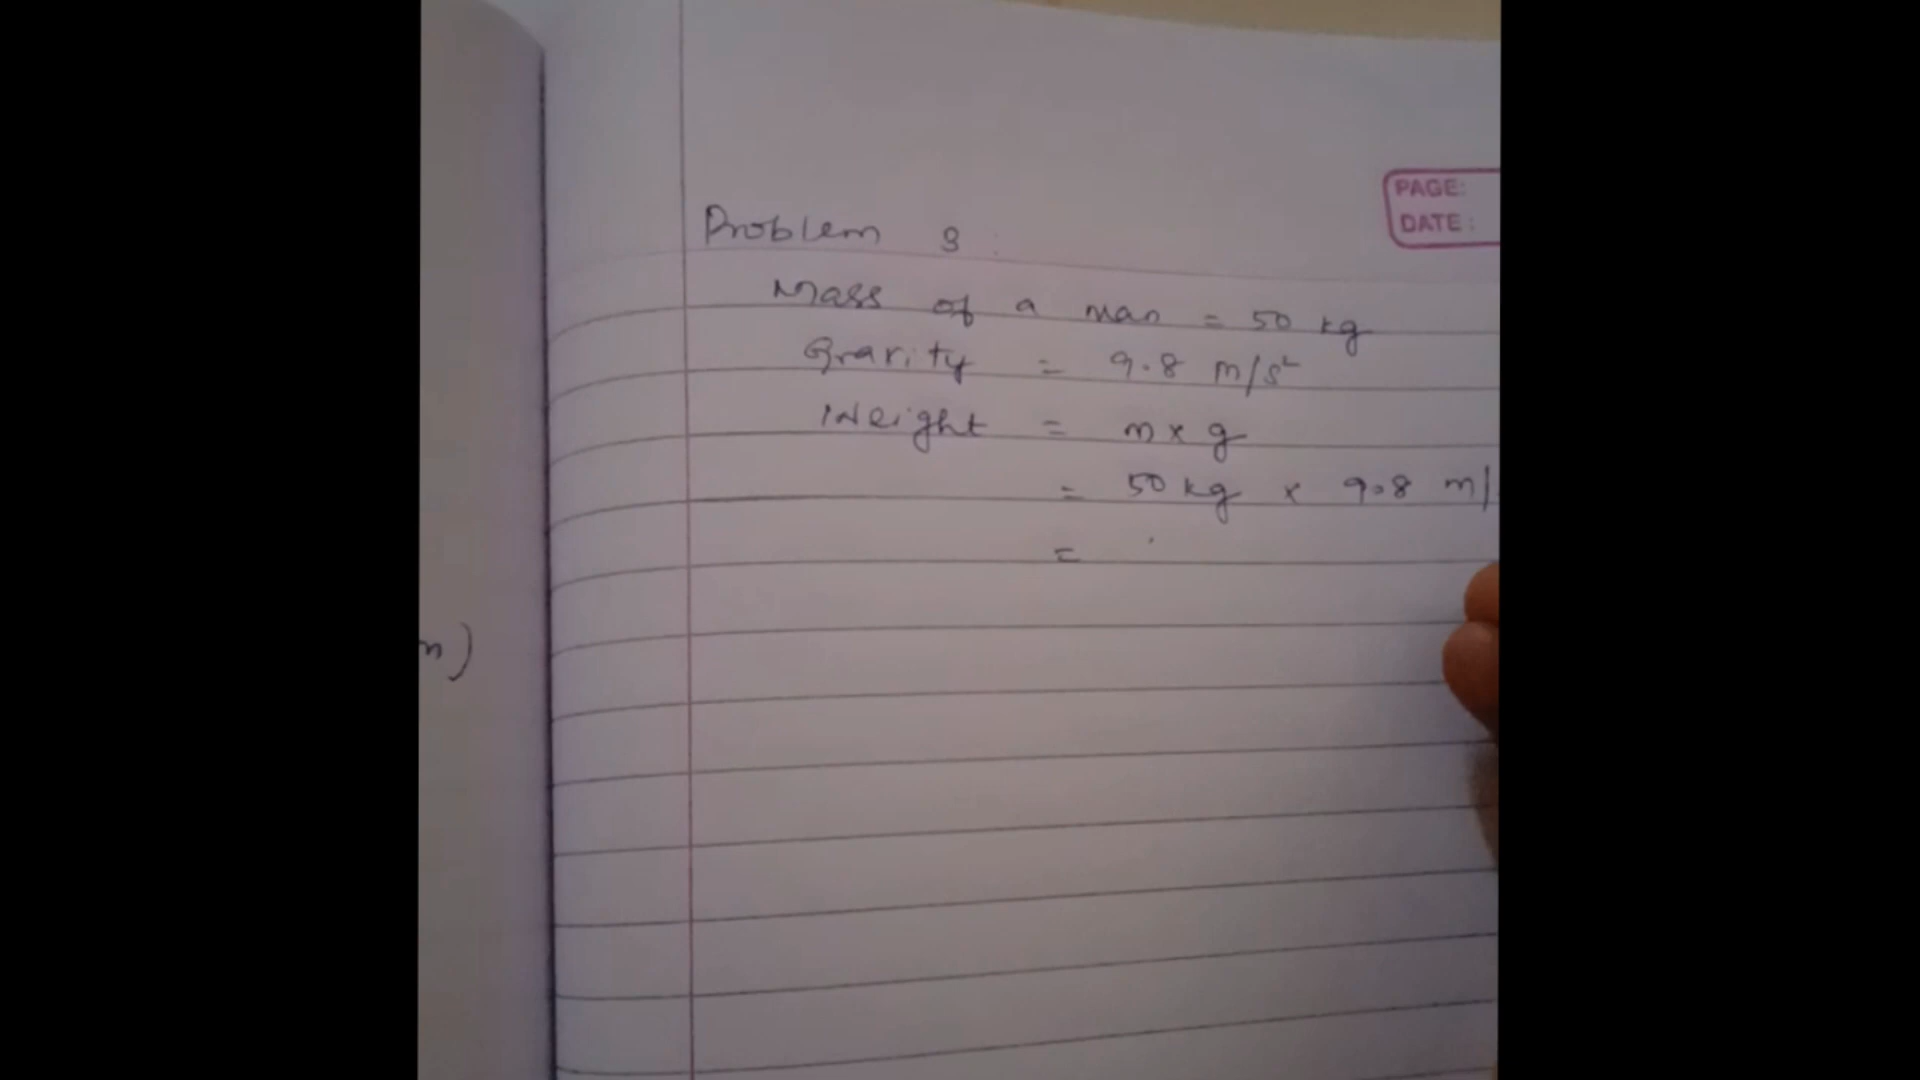 PAGE:
DATE:
Problem 3
Mass of a man = 50 kg
Gravity = 9.8 m/s²
Weight = m x g
= 50 kg x 9.8 m/
=
n)